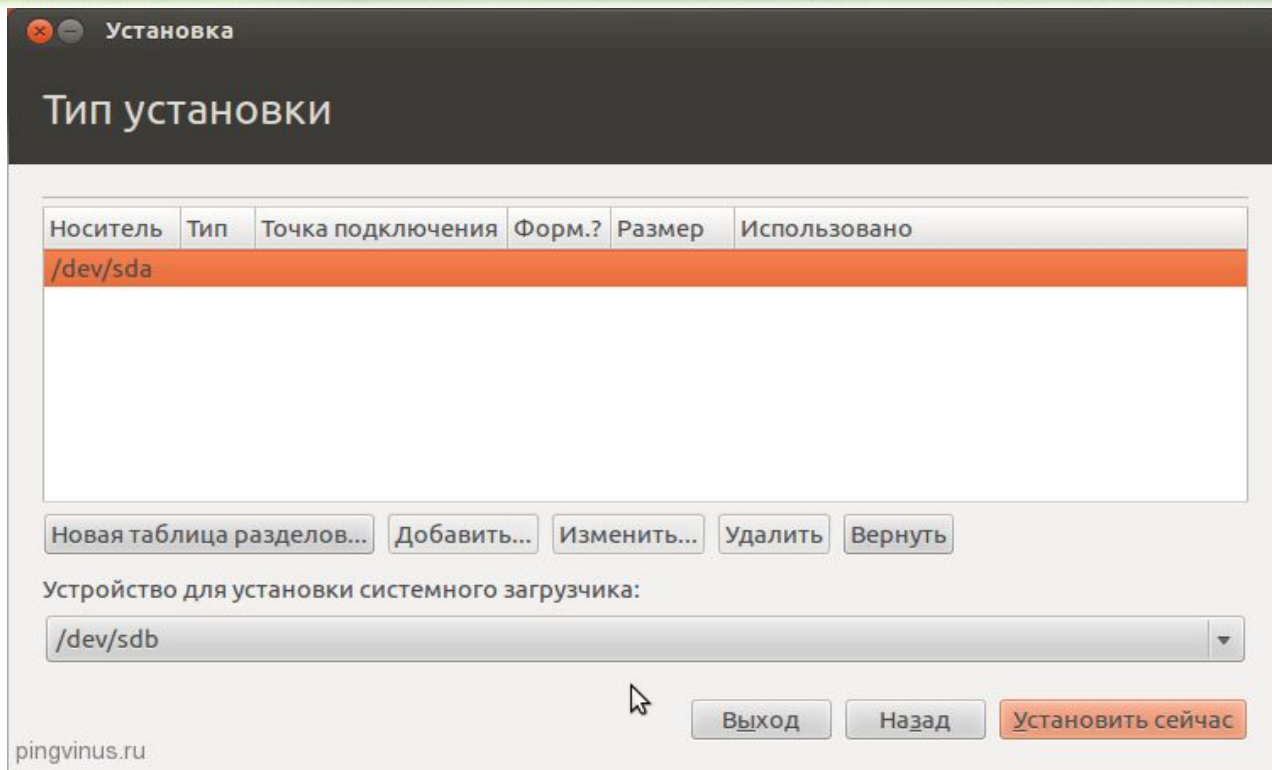 Установка
Тип установки
Носитель Тип Точка подключения Форм.? Размер Использовано
/dev/sda
Новая таблица разделов... Добавить... Изменить... Удалить Вернуть
Устройство для установки системного загрузчика:
/dev/sdb
Выход Назад Установить сейчас
pingvinus.ru